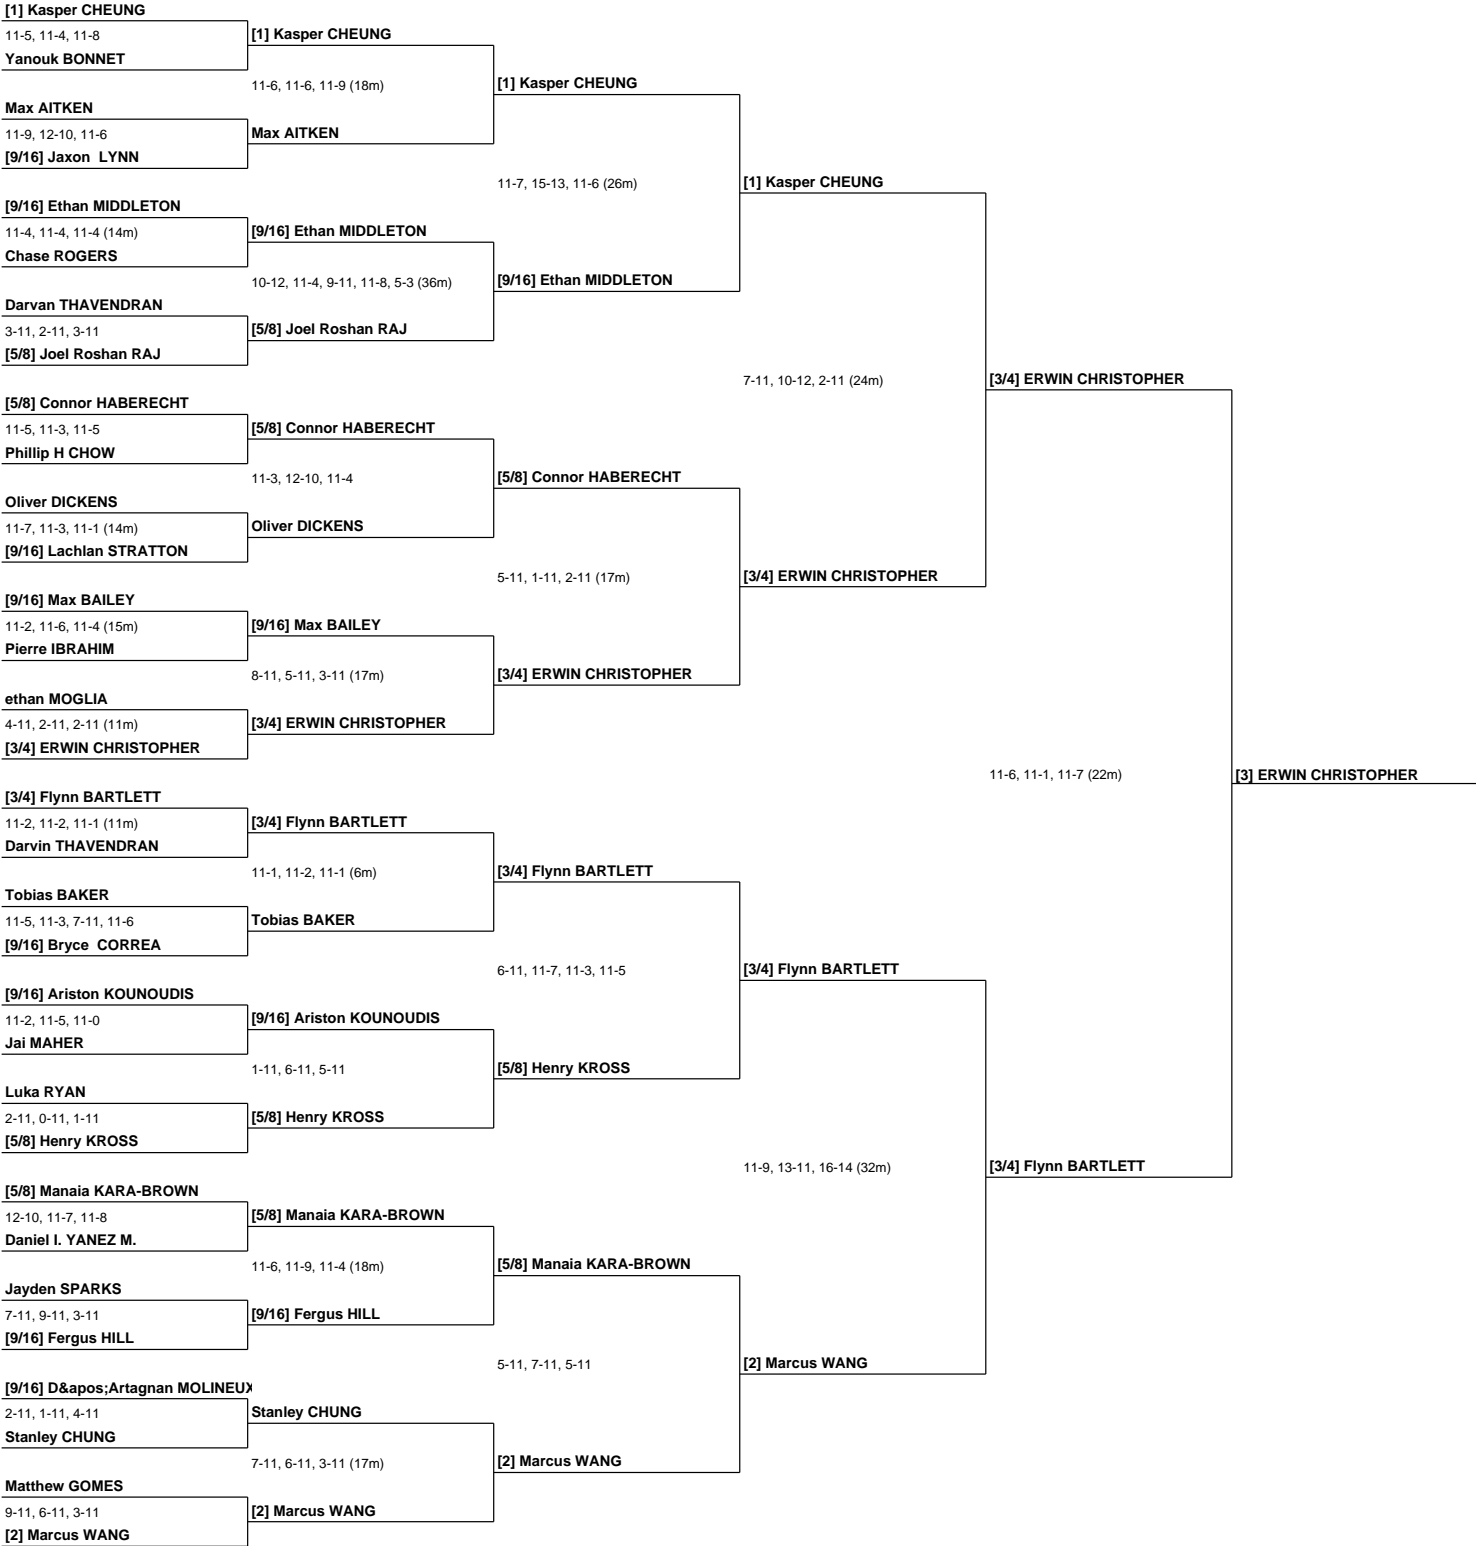 [1] Kasper CHEUNG
11-5, 11-4, 11-8
Yanouk BONNET
Max AITKEN
11-9, 12-10, 11-6
[9/16] Jaxon  LYNN
[9/16] Ethan MIDDLETON
11-4, 11-4, 11-4 (14m)
Chase ROGERS
Darvan THAVENDRAN
3-11, 2-11, 3-11
[5/8] Joel Roshan RAJ
[5/8] Connor HABERECHT
11-5, 11-3, 11-5
Phillip H CHOW
Oliver DICKENS
11-7, 11-3, 11-1 (14m)
[9/16] Lachlan STRATTON
[9/16] Max BAILEY
11-2, 11-6, 11-4 (15m)
Pierre IBRAHIM
ethan MOGLIA
4-11, 2-11, 2-11 (11m)
[3/4] ERWIN CHRISTOPHER
[3/4] Flynn BARTLETT
11-2, 11-2, 11-1 (11m)
Darvin THAVENDRAN
Tobias BAKER
11-5, 11-3, 7-11, 11-6
[9/16] Bryce  CORREA
[9/16] Ariston KOUNOUDIS
11-2, 11-5, 11-0
Jai MAHER
Luka RYAN
2-11, 0-11, 1-11
[5/8] Henry KROSS
[5/8] Manaia KARA-BROWN
12-10, 11-7, 11-8
Daniel I. YANEZ M.
Jayden SPARKS
7-11, 9-11, 3-11
[9/16] Fergus HILL
[9/16] D&apos;Artagnan MOLINEUX
2-11, 1-11, 4-11
Stanley CHUNG
Matthew GOMES
9-11, 6-11, 3-11
[2] Marcus WANG
[1] Kasper CHEUNG
11-6, 11-6, 11-9 (18m)
Max AITKEN
[9/16] Ethan MIDDLETON
10-12, 11-4, 9-11, 11-8, 5-3 (36m)
[5/8] Joel Roshan RAJ
[5/8] Connor HABERECHT
11-3, 12-10, 11-4
Oliver DICKENS
[9/16] Max BAILEY
8-11, 5-11, 3-11 (17m)
[3/4] ERWIN CHRISTOPHER
[3/4] Flynn BARTLETT
11-1, 11-2, 11-1 (6m)
Tobias BAKER
[9/16] Ariston KOUNOUDIS
1-11, 6-11, 5-11
[5/8] Henry KROSS
[5/8] Manaia KARA-BROWN
11-6, 11-9, 11-4 (18m)
[9/16] Fergus HILL
Stanley CHUNG
7-11, 6-11, 3-11 (17m)
[2] Marcus WANG
[1] Kasper CHEUNG
11-7, 15-13, 11-6 (26m)
[9/16] Ethan MIDDLETON
[5/8] Connor HABERECHT
5-11, 1-11, 2-11 (17m)
[3/4] ERWIN CHRISTOPHER
[3/4] Flynn BARTLETT
6-11, 11-7, 11-3, 11-5
[5/8] Henry KROSS
[5/8] Manaia KARA-BROWN
5-11, 7-11, 5-11
[2] Marcus WANG
[1] Kasper CHEUNG
7-11, 10-12, 2-11 (24m)
[3/4] ERWIN CHRISTOPHER
[3/4] Flynn BARTLETT
11-9, 13-11, 16-14 (32m)
[2] Marcus WANG
[3/4] ERWIN CHRISTOPHER
11-6, 11-1, 11-7 (22m)
[3/4] Flynn BARTLETT
[3] ERWIN CHRISTOPHER